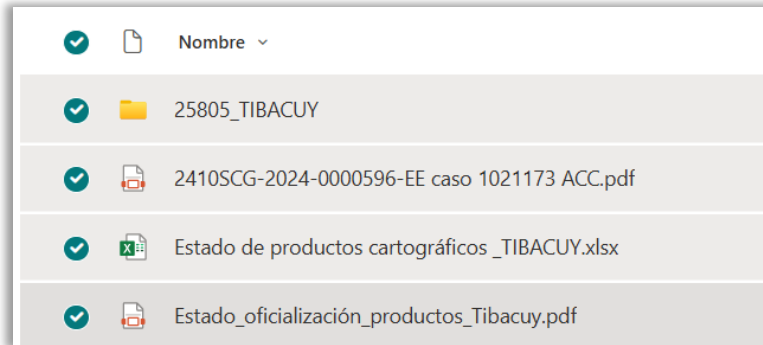 Nombre
25805_TIBACUY
2410SCG-2024-0000596-EE caso 1021173 ACC.pdf
Estado de productos cartográficos _TIBACUY.xlsx
Estado_oficialización_productos_Tibacuy.pdf